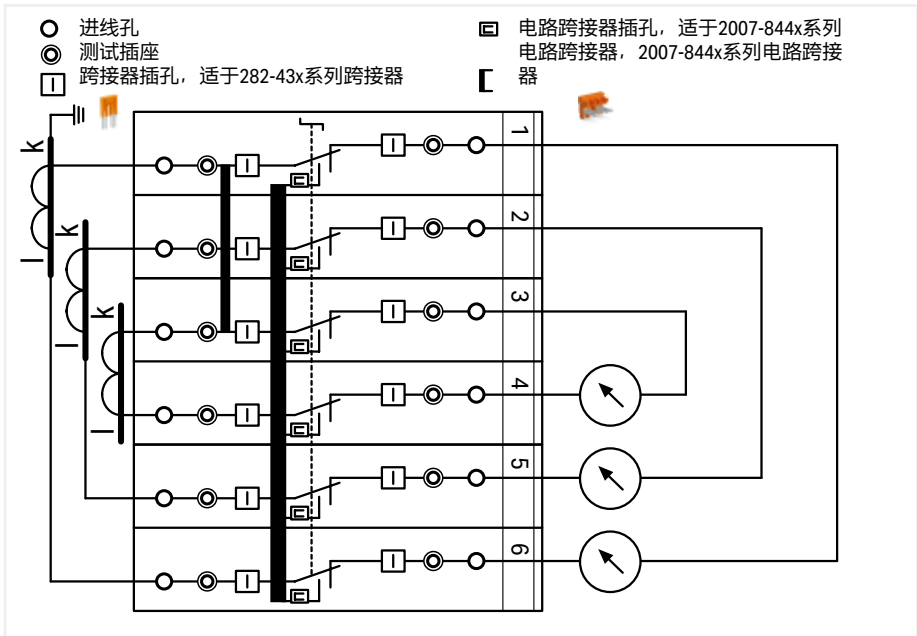 进线孔
测试插座
跨接器插孔，适于282-43x系列跨接器
电路跨接器插孔，适于2007-844x系列
电路跨接器，2007-844x系列电路跨接
器
k
l
k
l
k
l
1
2
3
4
5
6